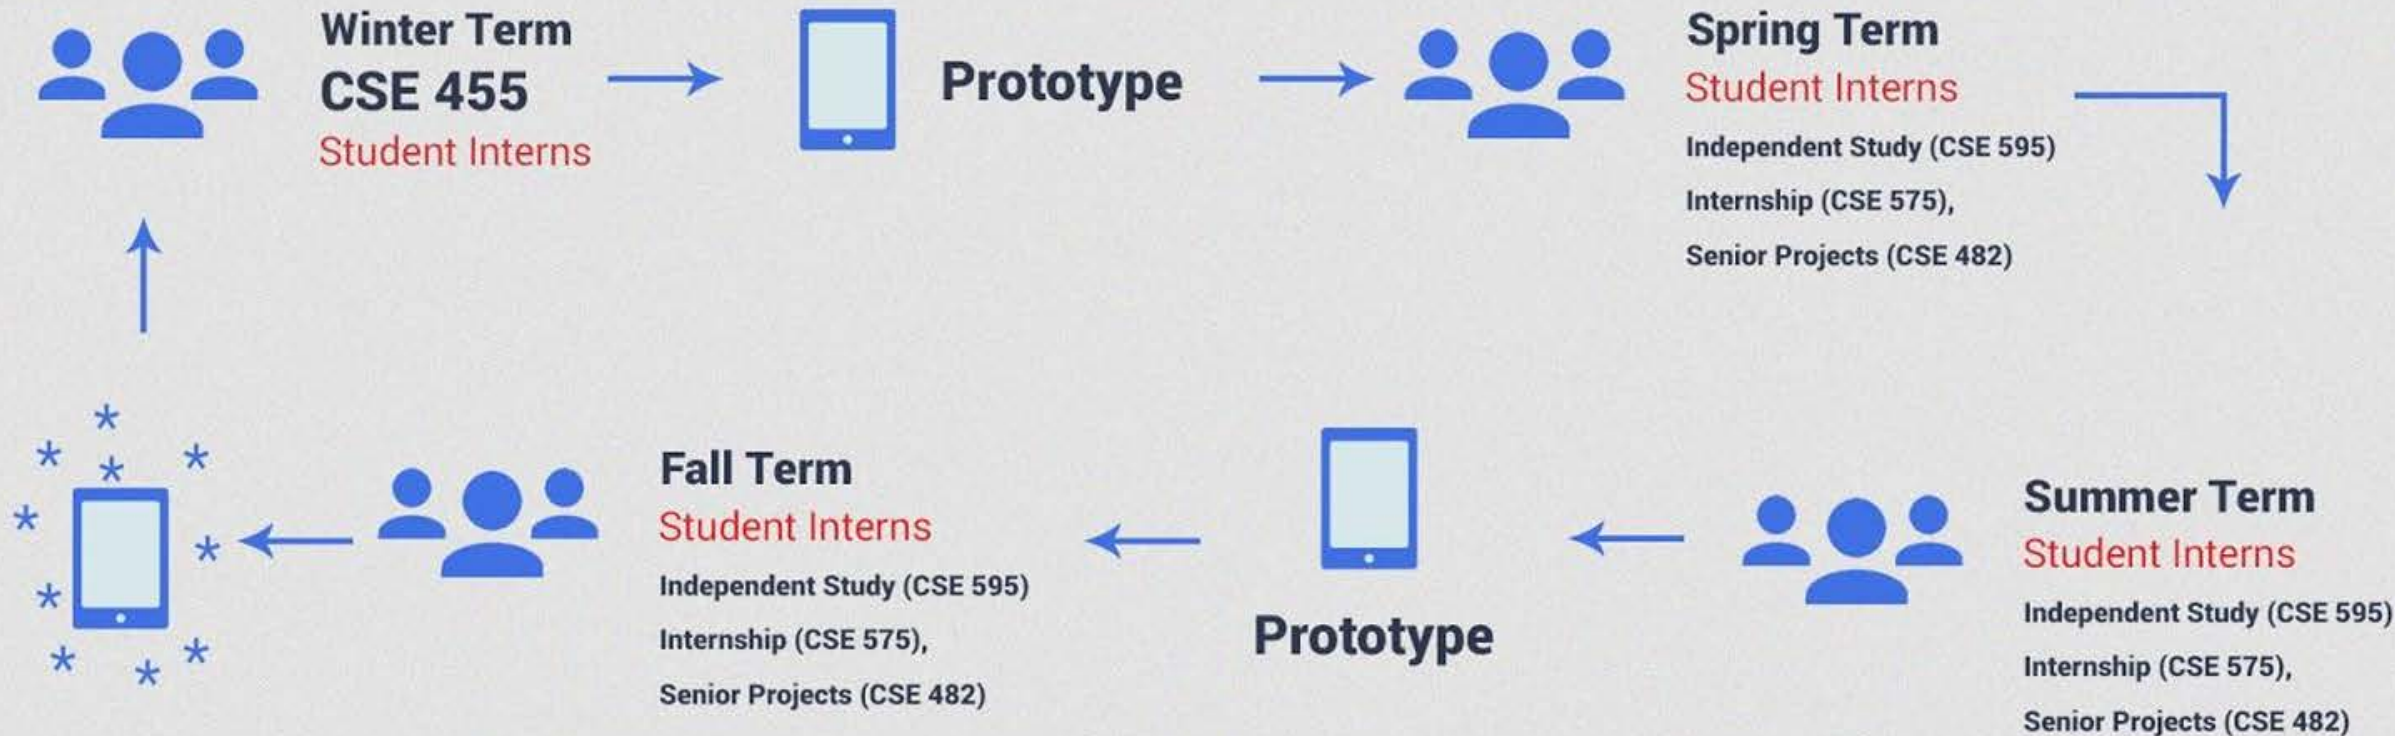 Winter Term
CSE 455
Student Interns
Prototype
Spring Term
Student Interns
Independent Study (CSE 595)
Internship (CSE 575),
Senior Projects (CSE 482)
Summer Term
Student Interns
Independent Study (CSE 595)
Internship (CSE 575),
Senior Projects (CSE 482)
Prototype
Fall Term
Student Interns
Independent Study (CSE 595)
Internship (CSE 575),
Senior Projects (CSE 482)